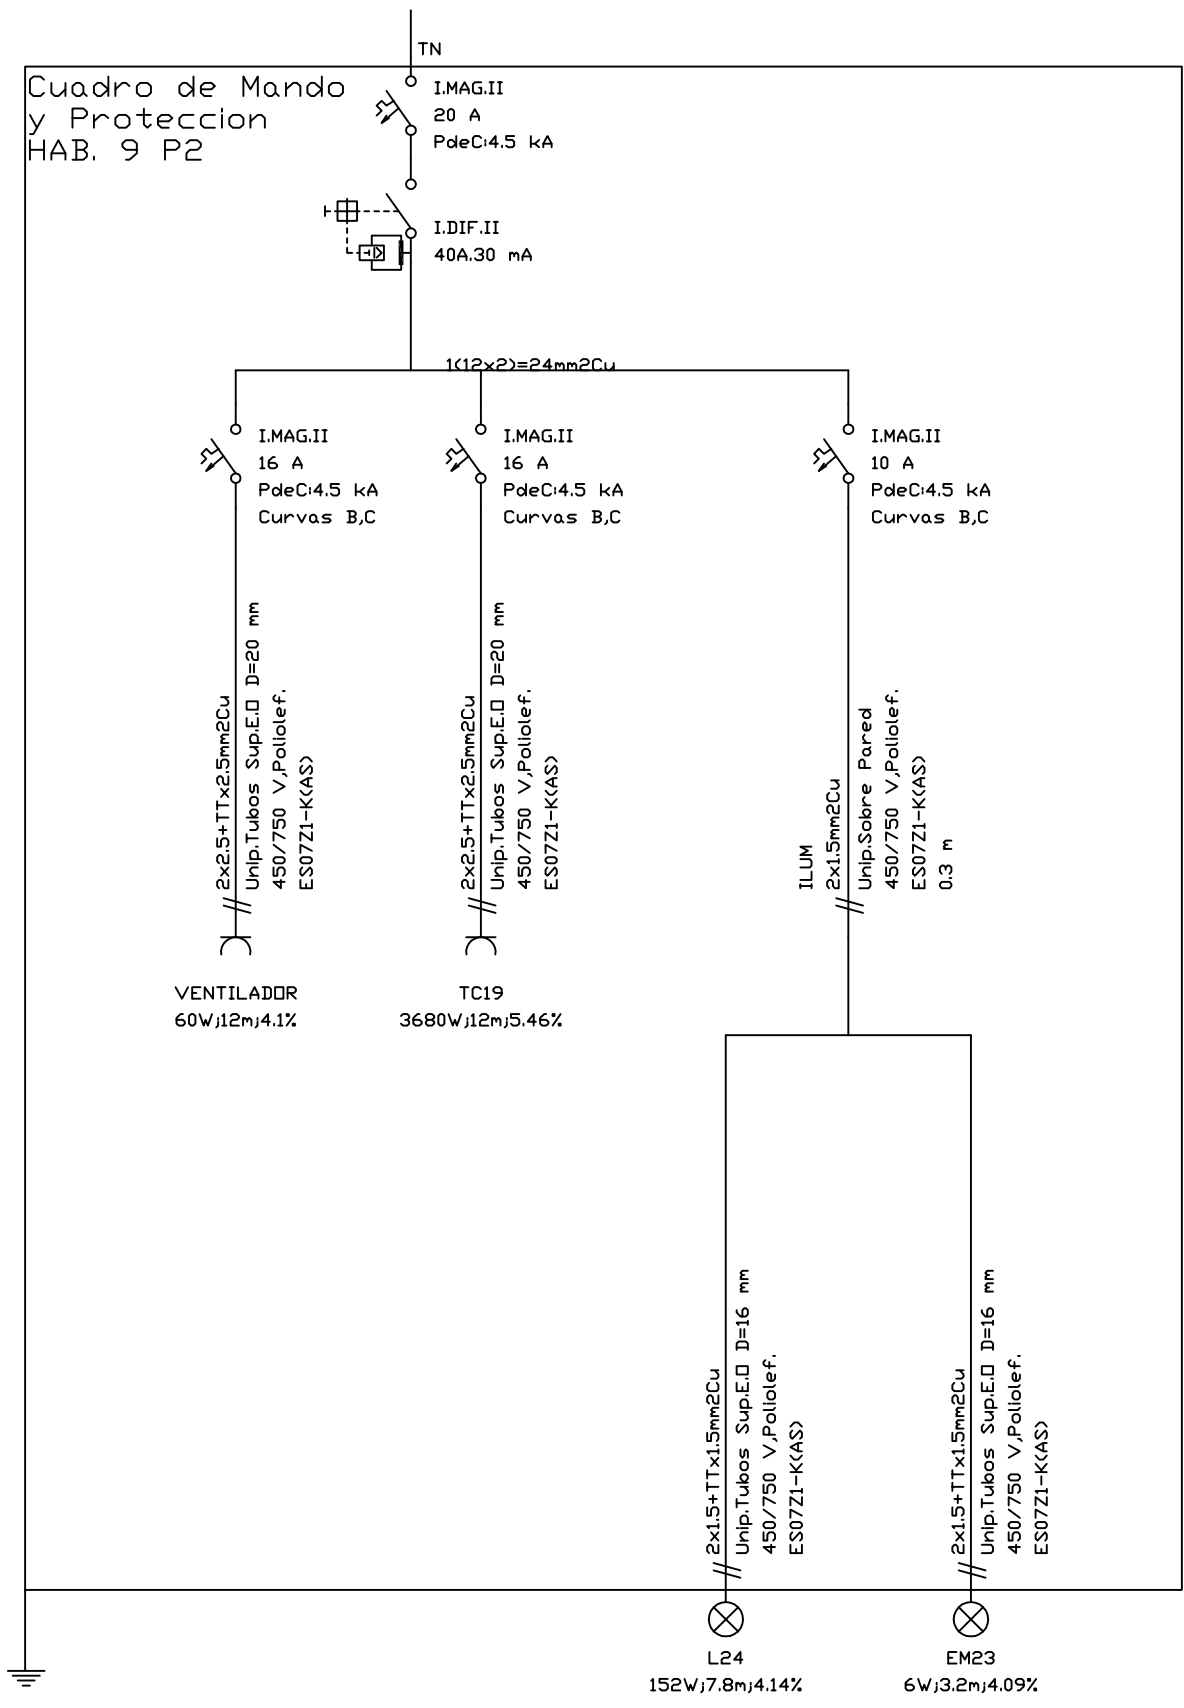 TN
Cuadro de Mando
y Proteccion
HAB. 9 P2
I.MAG.II
20 A
PdeC:4.5 kA
I.DIF.II
40A.30 mA
1(12x2)=24mm2Cu
I.MAG.II
16 A
PdeC:4.5 kA
Curvas B,C
I.MAG.II
16 A
PdeC:4.5 kA
Curvas B,C
I.MAG.II
10 A
PdeC:4.5 kA
Curvas B,C
2x2.5+TTx2.5mm2Cu
Unip.Tubos Sup.E.O D=20 mm
450/750 V,Poliolef.
ES07Z1-K(AS)
2x2.5+TTx2.5mm2Cu
Unip.Tubos Sup.E.O D=20 mm
450/750 V,Poliolef.
ES07Z1-K(AS)
ILUM
2x1.5mm2Cu
Unip.Sobre Pared
450/750 V,Poliolef.
ES07Z1-K(AS)
0.3 m
VENTILADOR
60W;12m;4.1%
TC19
3680W;12m;5.46%
2x1.5+TTx1.5mm2Cu
Unip.Tubos Sup.E.O D=16 mm
450/750 V,Poliolef.
ES07Z1-K(AS)
2x1.5+TTx1.5mm2Cu
Unip.Tubos Sup.E.O D=16 mm
450/750 V,Poliolef.
ES07Z1-K(AS)
L24
152W;7.8m;4.14%
EM23
6W;3.2m;4.09%